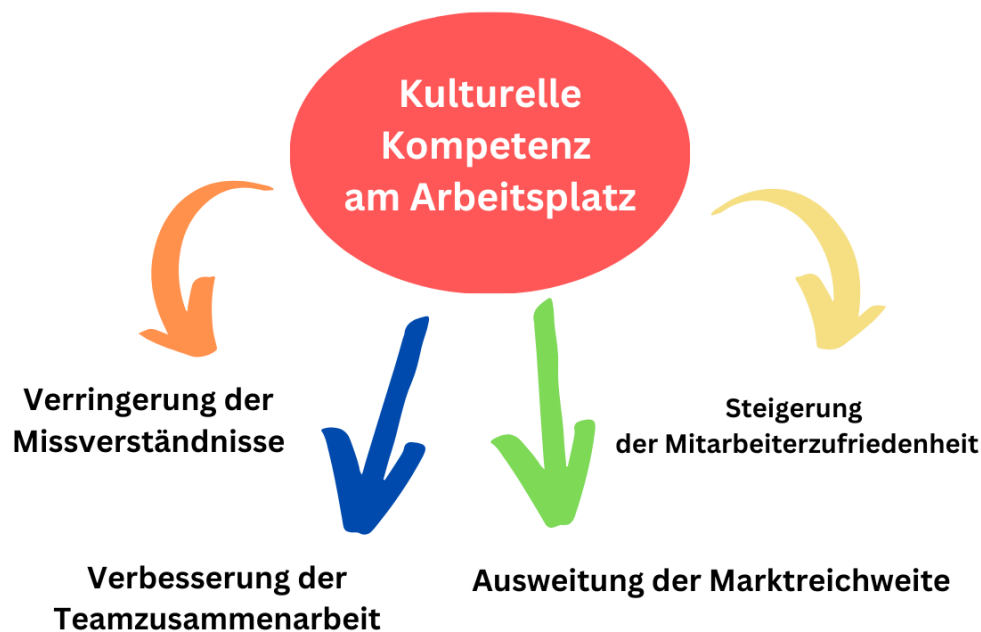 Kulturelle
Kompetenz
am Arbeitsplatz
Verringerung der
Missverständnisse
Steigerung
der Mitarbeiterzufriedenheit
Verbesserung der
Teamzusammenarbeit
Ausweitung der Marktreichweite